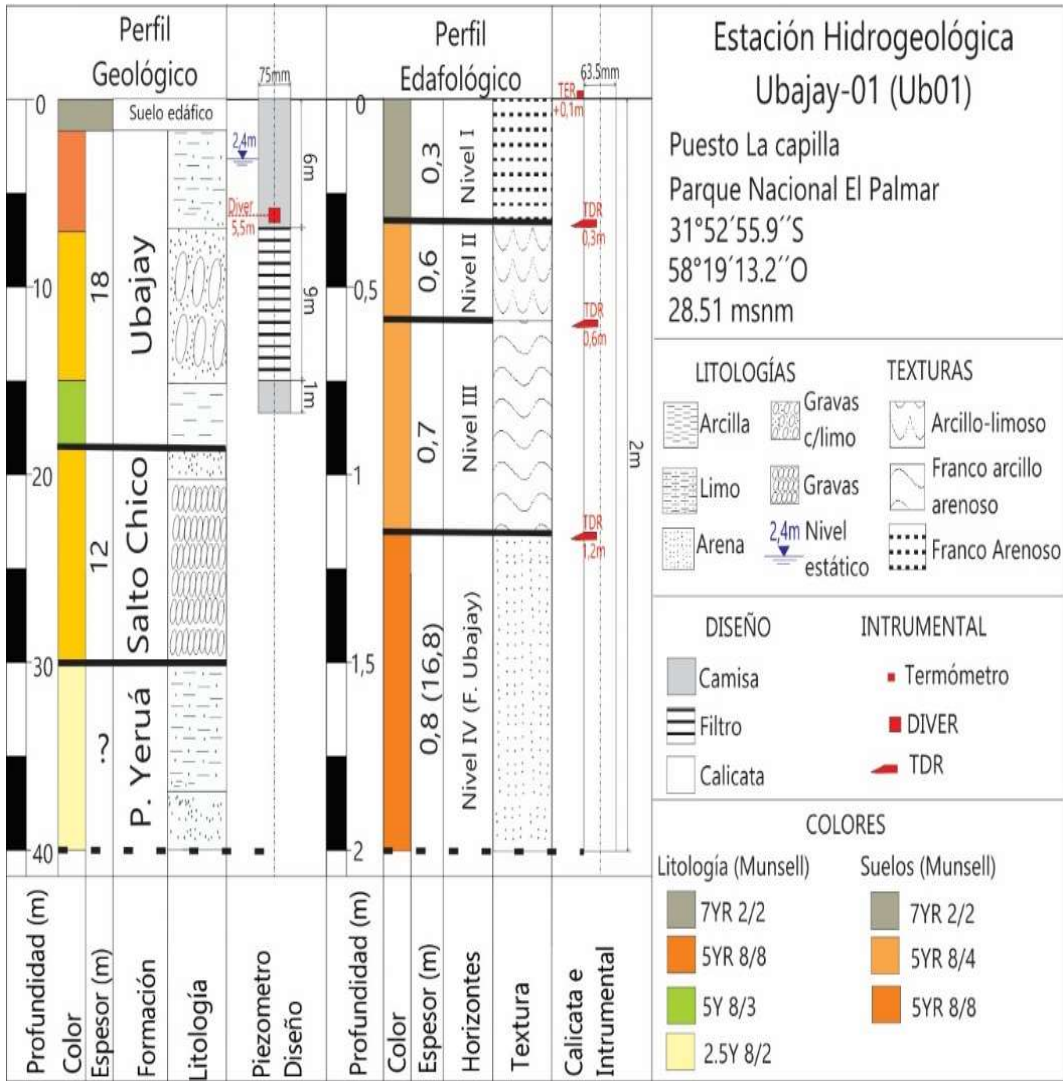 Perfil
Geológico
75mm
0
Suelo edáfico
2,4m
6m
Diver
5,5m
9m
1m
10
20
30
40
18
12
.?
Ubajay
Salto Chico
P. Yeruá
Profundidad (m)
Color
Espesor (m)
Formación
Litología
Piezometro
Diseño
Perfil
Edafológico
63.5mm
TER
+0,1m
0
0,5
1
1,5
2
0,3
0,6
0,7
0,8 (16,8)
Nivel I
Nivel II
Nivel III
Nivel IV (F. Ubajay)
TDR
0,3m
TDR
0,6m
TDR
1,2m
2m
Profundidad (m)
Color
Espesor (m)
Horizontes
Textura
Calicata e
Intrumental
Estación Hidrogeológica
Ubajay-01 (Ub01)
Puesto La capilla
Parque Nacional El Palmar
31°52´55.9´´S
58°19´13.2´´O
28.51 msnm
LITOLOGÍAS
Arcilla
Limo
Arena
Gravas
c/limo
Gravas
2,4m Nivel
estático
TEXTURAS
Arcillo-limoso
Franco arcillo
arenoso
Franco Arenoso
DISEÑO
Camisa
Filtro
Calicata
INTRUMENTAL
Termómetro
DIVER
TDR
COLORES
Litología (Munsell)
7YR 2/2
5YR 8/8
5Y 8/3
2.5Y 8/2
Suelos (Munsell)
7YR 2/2
5YR 8/4
5YR 8/8